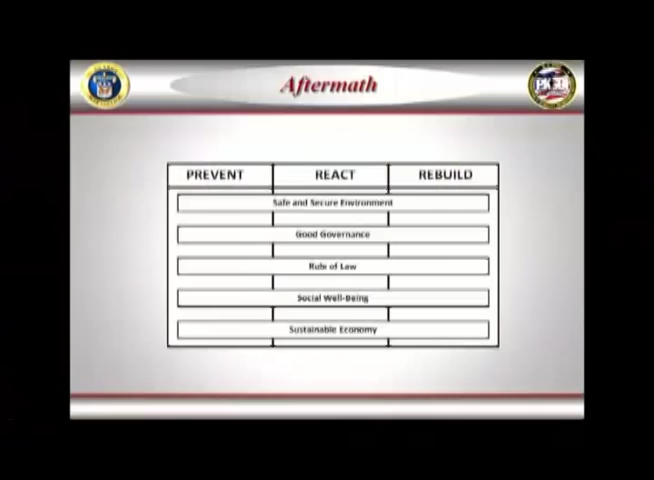 Aftermath
PREVENT REACT REBUILD
Safe and Secure Environment
Good Governance
Rule of Law
Social Well-Being
Sustainable Economy